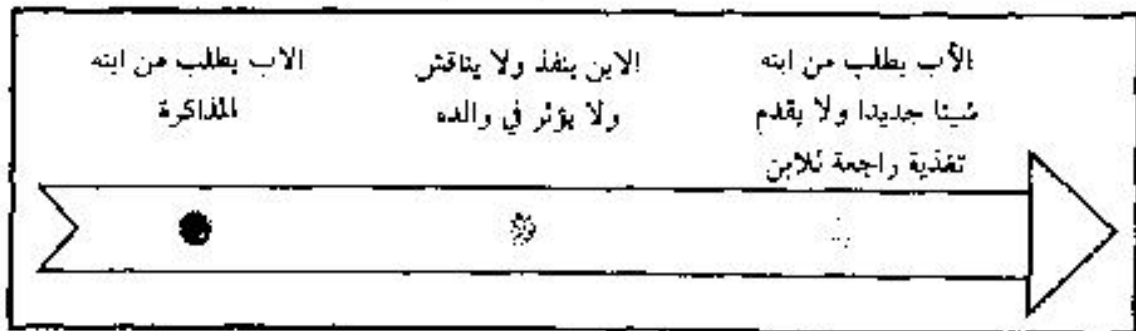 الاب يطلب من ابنه
المذاكرة
الابن ينفذ ولا يناقش
ولا يؤثر في والده
الأب يطلب من ابنه
شيئا جديدا ولا يقدم
تغذية راجعة للابن